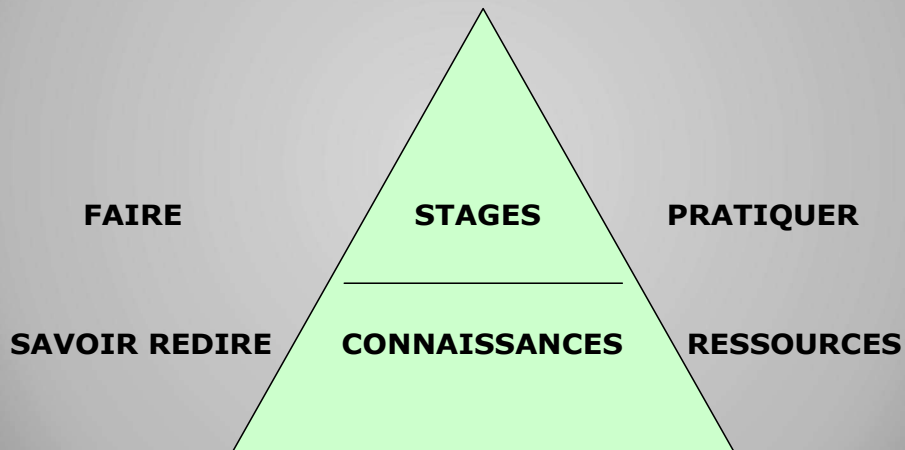 FAIRE STAGES PRATIQUER
SAVOIR REDIRE CONNAISSANCES RESSOURCES